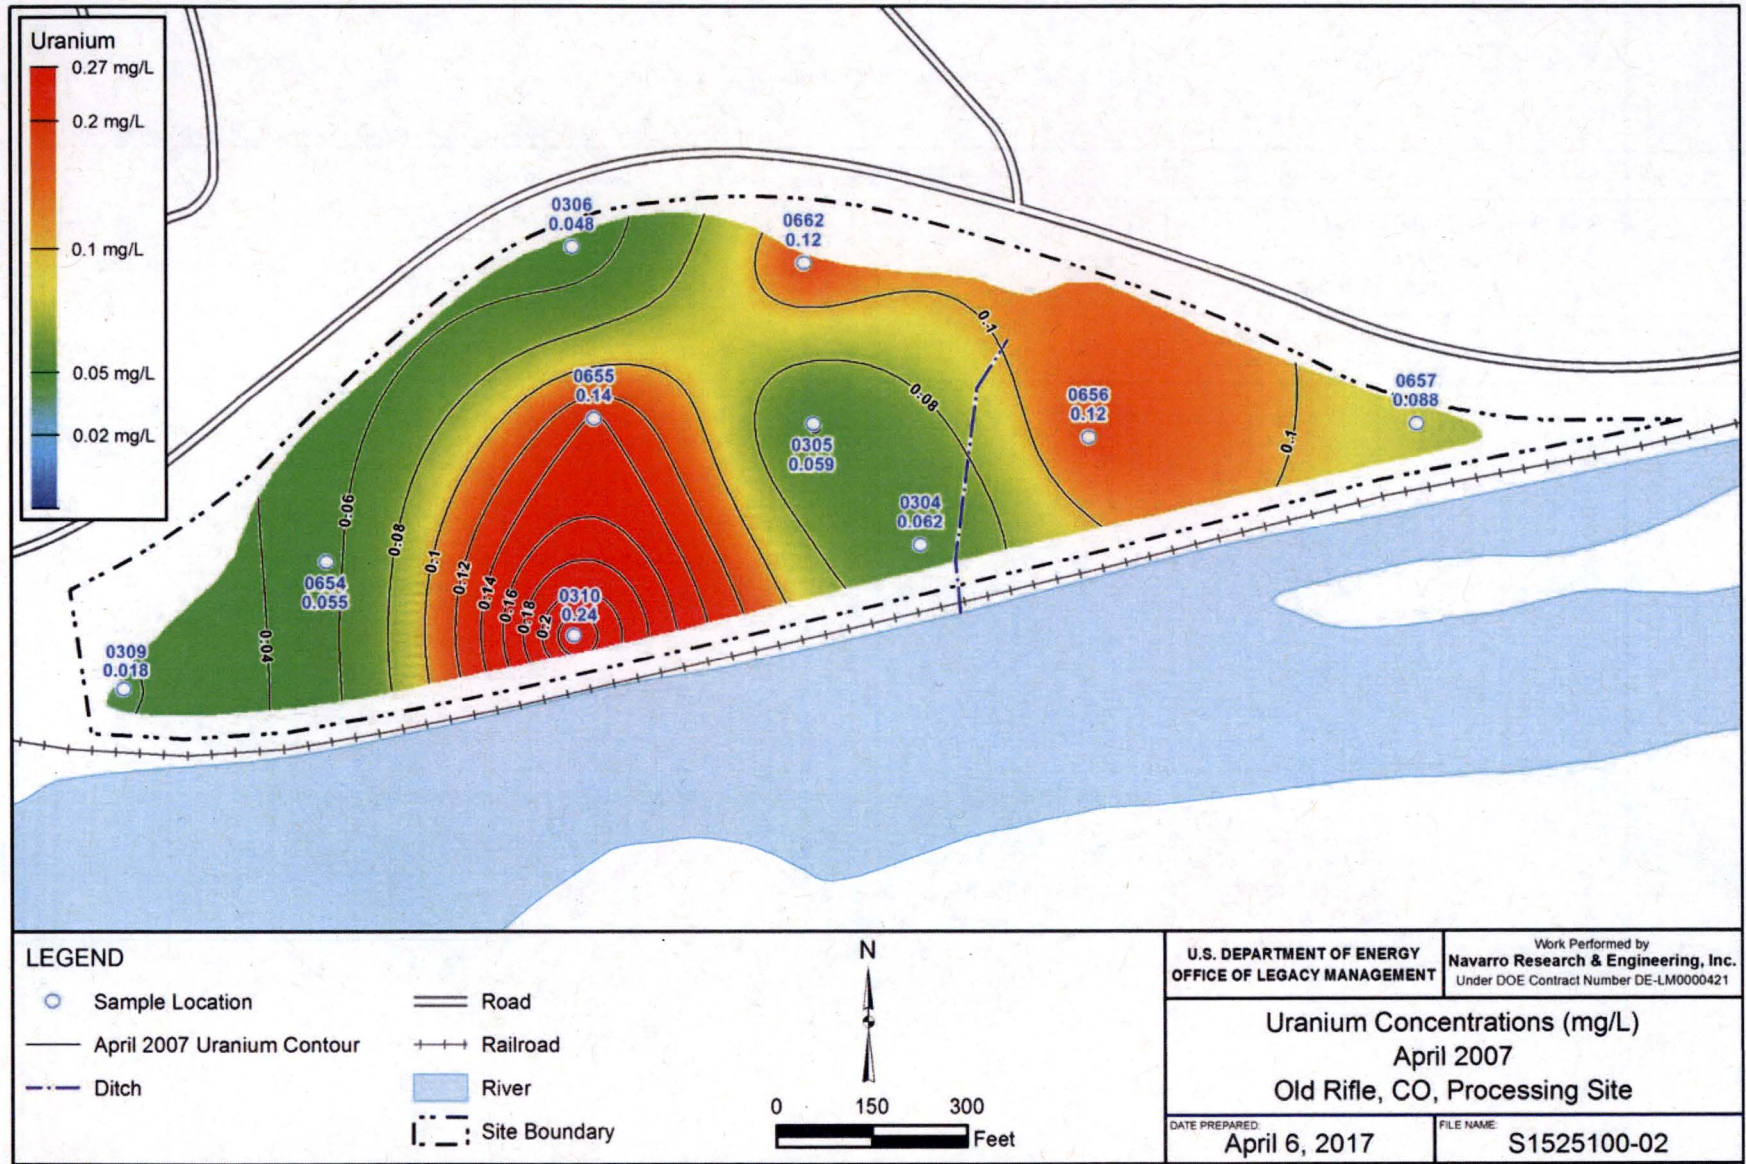 Uranium
0.27 mg/L
0.2 mg/L
0.1 mg/L
0.05 mg/L
0.02 mg/L
0306
0.048
0662
0.12
0.1
0655
0.14
0.08
0657
0.088
0656
0.12
0305
0.059
0.1
0304
0.062
0.06
0.08
0.1
0.12
0.14
0.16
0.18
0.2
0654
0.055
0310
0.24
0.04
0309
0.018
LEGEND
Sample Location
April 2007 Uranium Contour
Ditch
Road
Railroad
River
Site Boundary
N
0 150 300
Feet
U.S. DEPARTMENT OF ENERGY
OFFICE OF LEGACY MANAGEMENT
Work Performed by
Navarro Research & Engineering, Inc.
Under DOE Contract Number DE-LM0000421
Uranium Concentrations (mg/L)
April 2007
Old Rifle, CO, Processing Site
DATE PREPARED:
April 6, 2017
FILE NAME:
S1525100-02